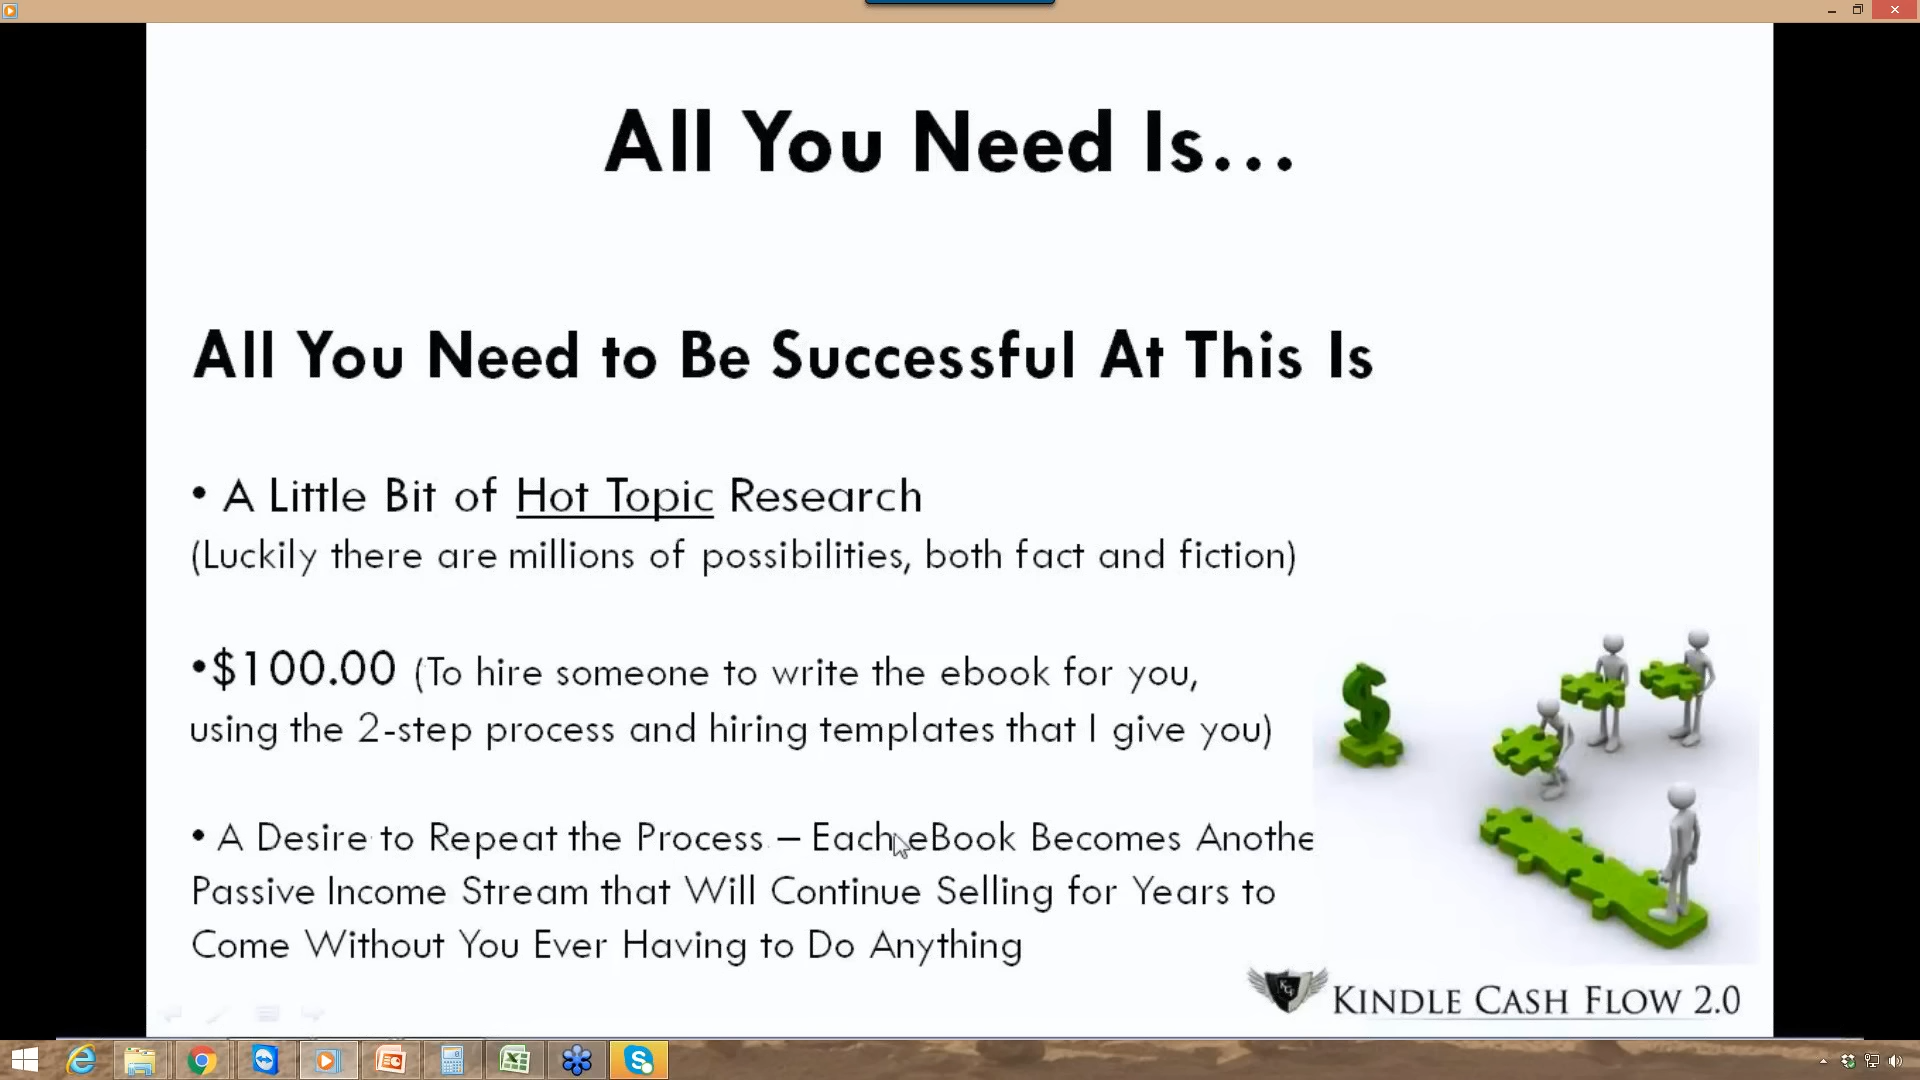 All You Need Is...
All You Need to Be Successful At This Is
• A Little Bit of Hot Topic Research
(Luckily there are millions of possibilities, both fact and fiction)
•$100.00 (To hire someone to write the ebook for you,
using the 2-step process and hiring templates that I give you)
• A Desire to Repeat the Process – Each eBook Becomes Anothe
Passive Income Stream that Will Continue Selling for Years to
Come Without You Ever Having to Do Anything
KCF
KINDLE CASH FLOW 2.0